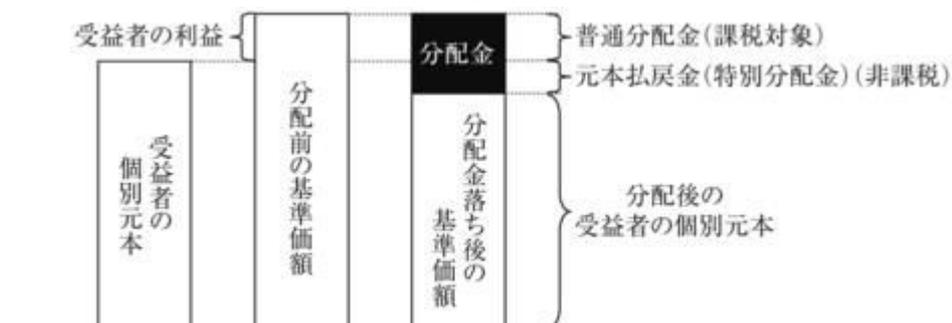 受益者の利益
分配金
普通分配金(課税対象)
元本払戻金(特別分配金)(非課税)
受益者の
個別元本
分配前の基準価額
分配金落ち後の
基準価額
分配後の
受益者の個別元本